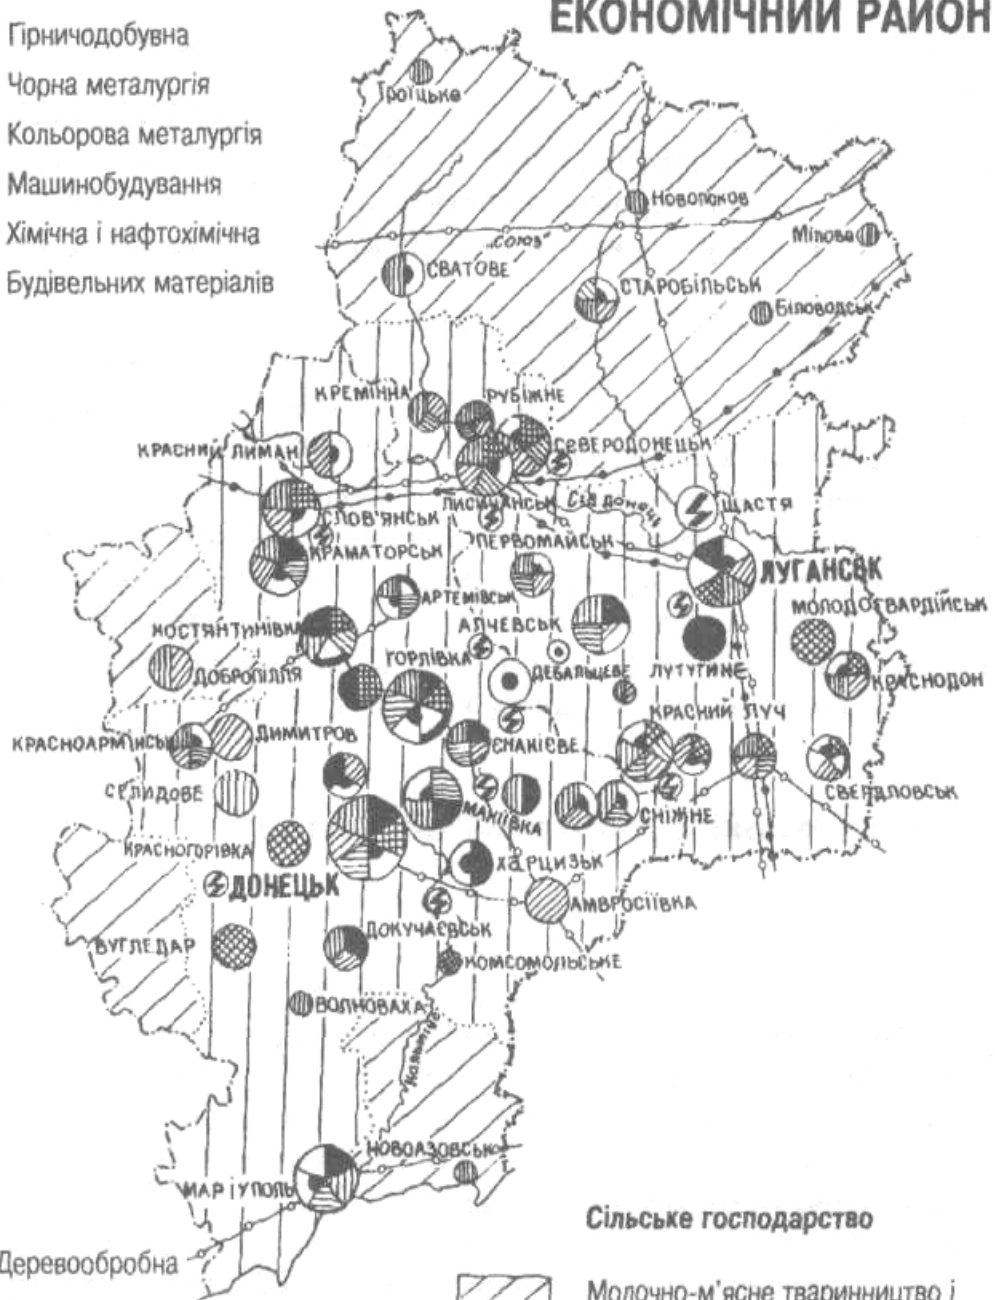 ЕКОНОМІЧНИЙ РАЙОН
Гірничодобувна
Чорна металургія
Кольорова металургія
Машинобудування
Хімічна і нафтохімічна
Будівельних матеріалів
Троїцьке
Новопсков
„Союз"
Мілове
СВАТОВЕ
СТАРОБІЛЬСЬК
Біловодськ
КРЕМІННА
РУБІЖНЕ
КРАСНИЙ ЛИМАН
СЄВЕРОДОНЕЦЬК
ЛИСИЧАНСЬК
Сів. донець
ЩАСТЯ
СЛОВ'ЯНСЬК
ПЕРВОМАЙСЬК
КРАМАТОРСЬК
ЛУГАНСЬК
АРТЕМІВСЬК
МОЛОДОГВАРДІЙСЬК
КОСТЯНТИНІВКА
АЛЧЕВСЬК
ГОРЛІВКА
ДОБРОПІЛЛЯ
ДЕБАЛЬЦЕВЕ
ЛУТУГИНЕ
КРАСНОДОН
КРАСНИЙ ЛУЧ
КРАСНОАРМІЙСЬК
ДИМИТРОВ
ЄНАКІЄВЕ
СЕЛИДОВЕ
МАКІЇВКА
СНІЖНЕ
СВЕРДЛОВСЬК
КРАСНОГОРІВКА
ХАРЦИЗЬК
ДОНЕЦЬК
АМВРОСІЇВКА
ВУГЛЕДАР
ДОКУЧАЄВСЬК
КОМСОМОЛЬСЬКЕ
ВОЛНОВАХА
Кальміус
НОВОАЗОВСЬК
МАРІУПОЛЬ
Сільське господарство
Деревообробна
Молочно-м'ясне тваринництво і